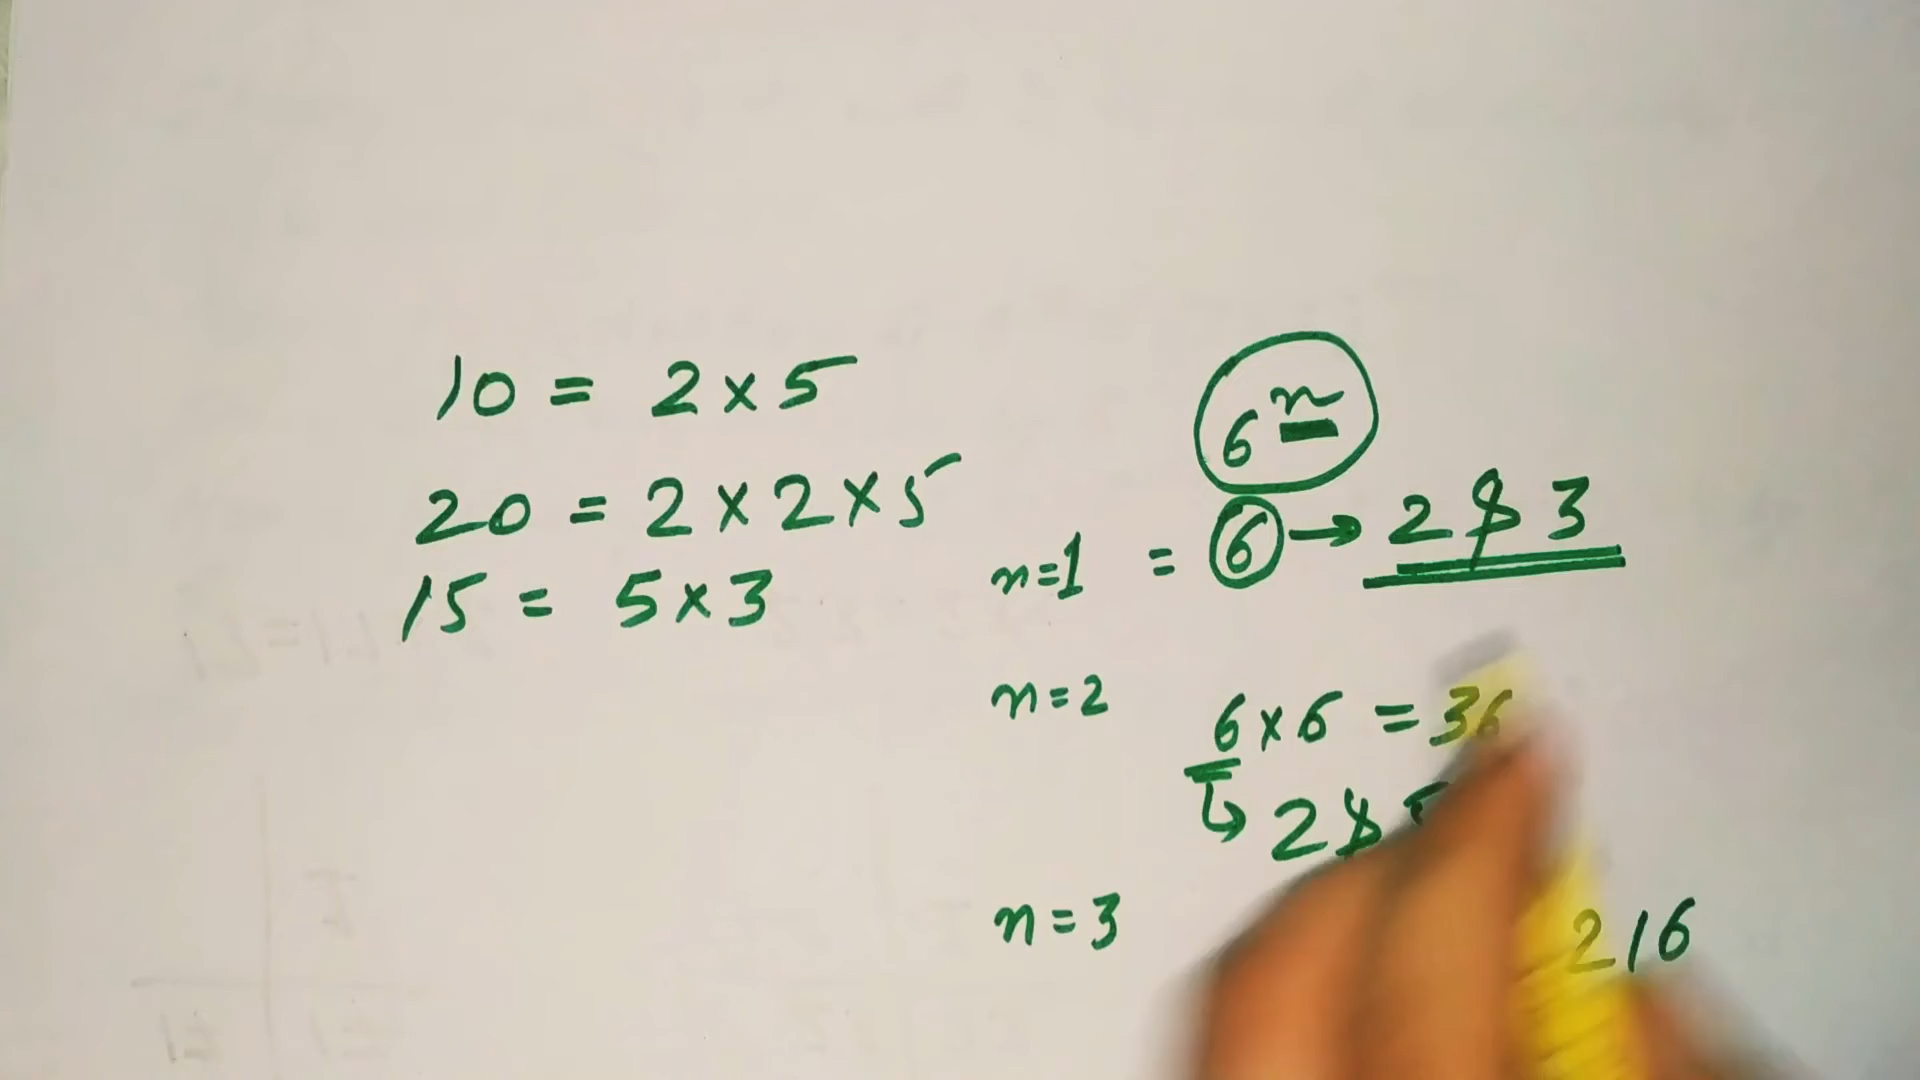 10 = 2 × 5
20 = 2 × 2 × 5
15 = 5 × 3
6ⁿ
n=1 = 6 → 2 & 3
n=2 6 × 6 = 36
↳ 2 &
n=3 216